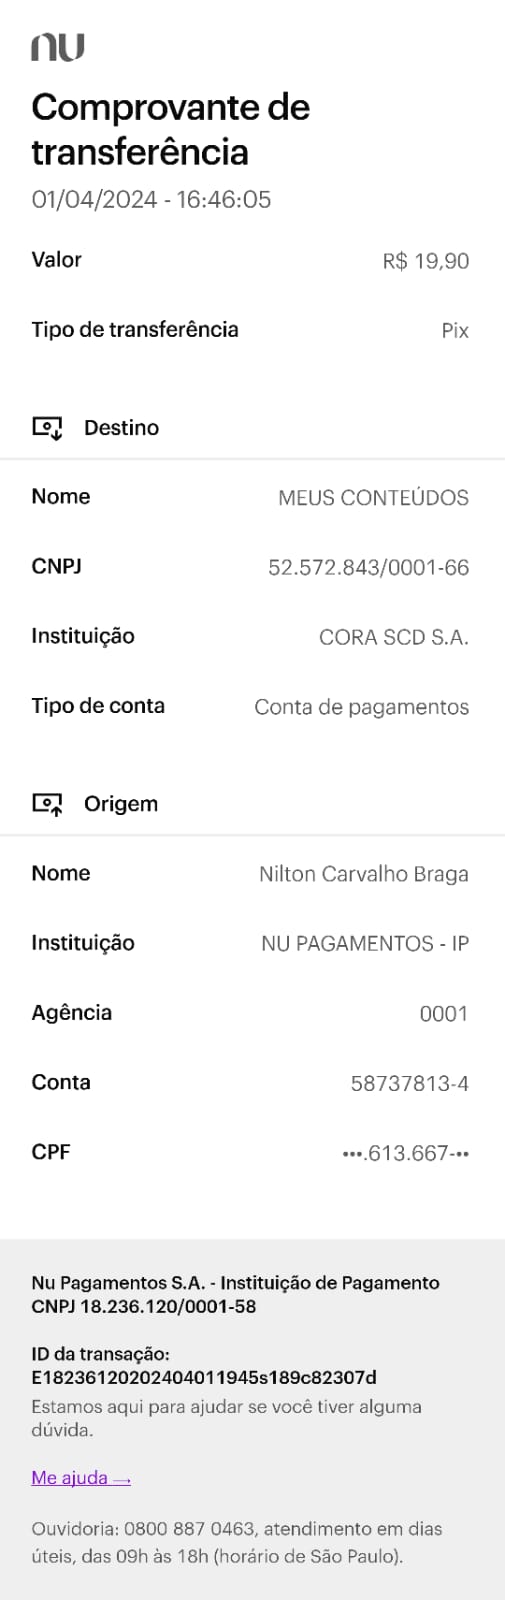 nu
Comprovante de
transferência
01/04/2024 - 16:46:05
Valor R$ 19,90
Tipo de transferência Pix
Destino
Nome MEUS CONTEÚDOS
CNPJ 52.572.843/0001-66
Instituição CORA SCD S.A.
Tipo de conta Conta de pagamentos
Origem
Nome Nilton Carvalho Braga
Instituição NU PAGAMENTOS - IP
Agência 0001
Conta 58737813-4
CPF •••.613.667-••
Nu Pagamentos S.A. - Instituição de Pagamento
CNPJ 18.236.120/0001-58
ID da transação:
E18236120202404011945s189c82307d
Estamos aqui para ajudar se você tiver alguma
dúvida.
Me ajuda →
Ouvidoria: 0800 887 0463, atendimento em dias
úteis, das 09h às 18h (horário de São Paulo).